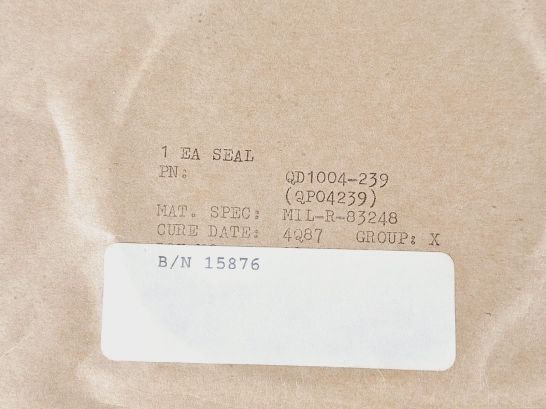 1 EA SEAL
PN: QD1004-239
(QP04239)
MAT. SPEC: MIL-R-83248
CURE DATE: 4Q87 GROUP: X
B/N 15876